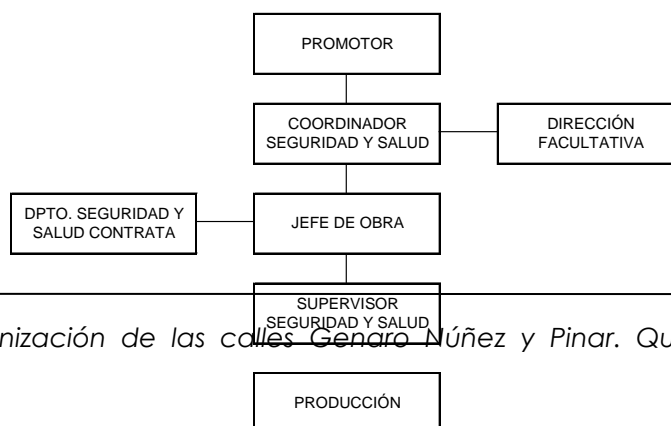 PROMOTOR
COORDINADOR
SEGURIDAD Y SALUD
DIRECCIÓN
FACULTATIVA
DPTO. SEGURIDAD Y
SALUD CONTRATA
JEFE DE OBRA
SUPERVISOR
SEGURIDAD Y SALUD
nización de las calles Genaro Núñez y Pinar. Qu
PRODUCCIÓN